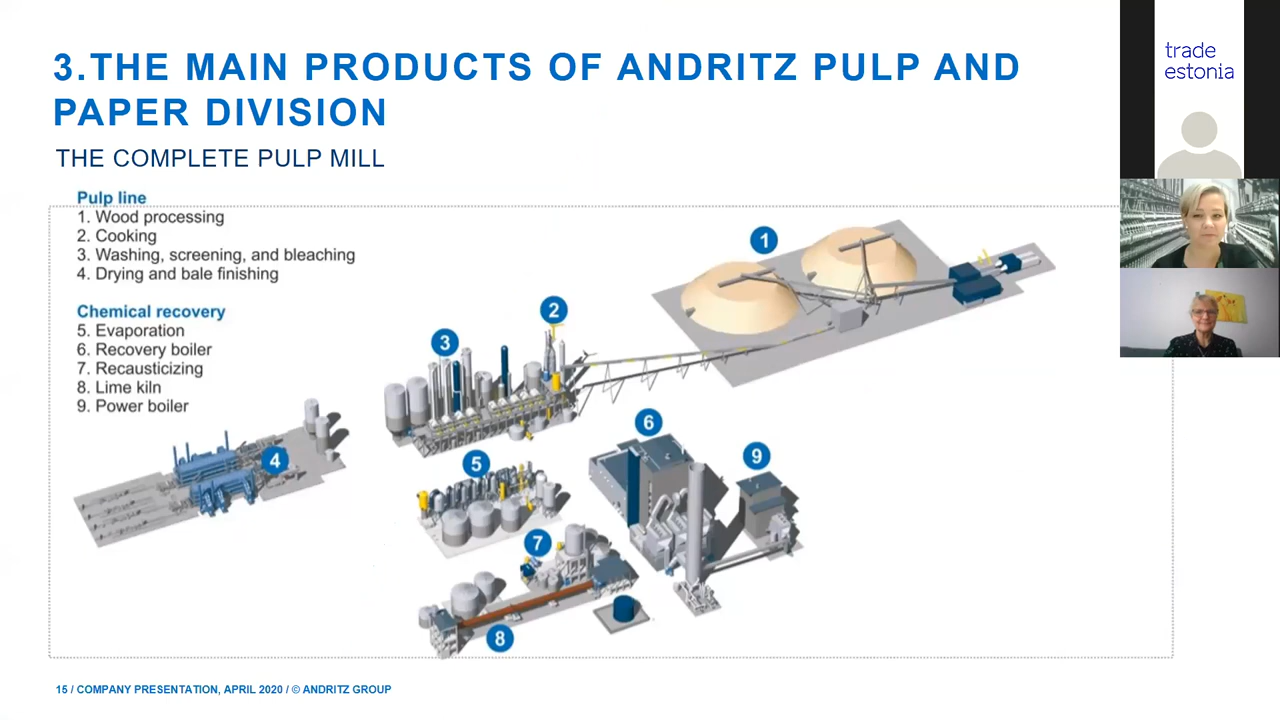 3.THE MAIN PRODUCTS OF ANDRITZ PULP AND
PAPER DIVISION
THE COMPLETE PULP MILL
Pulp line
1. Wood processing
2. Cooking
3. Washing, screening, and bleaching
4. Drying and bale finishing
Chemical recovery
5. Evaporation
6. Recovery boiler
7. Recausticizing
8. Lime kiln
9. Power boiler
1
2
3
4
5
6
9
7
8
15 / COMPANY PRESENTATION, APRIL 2020 / © ANDRITZ GROUP
trade
estonia